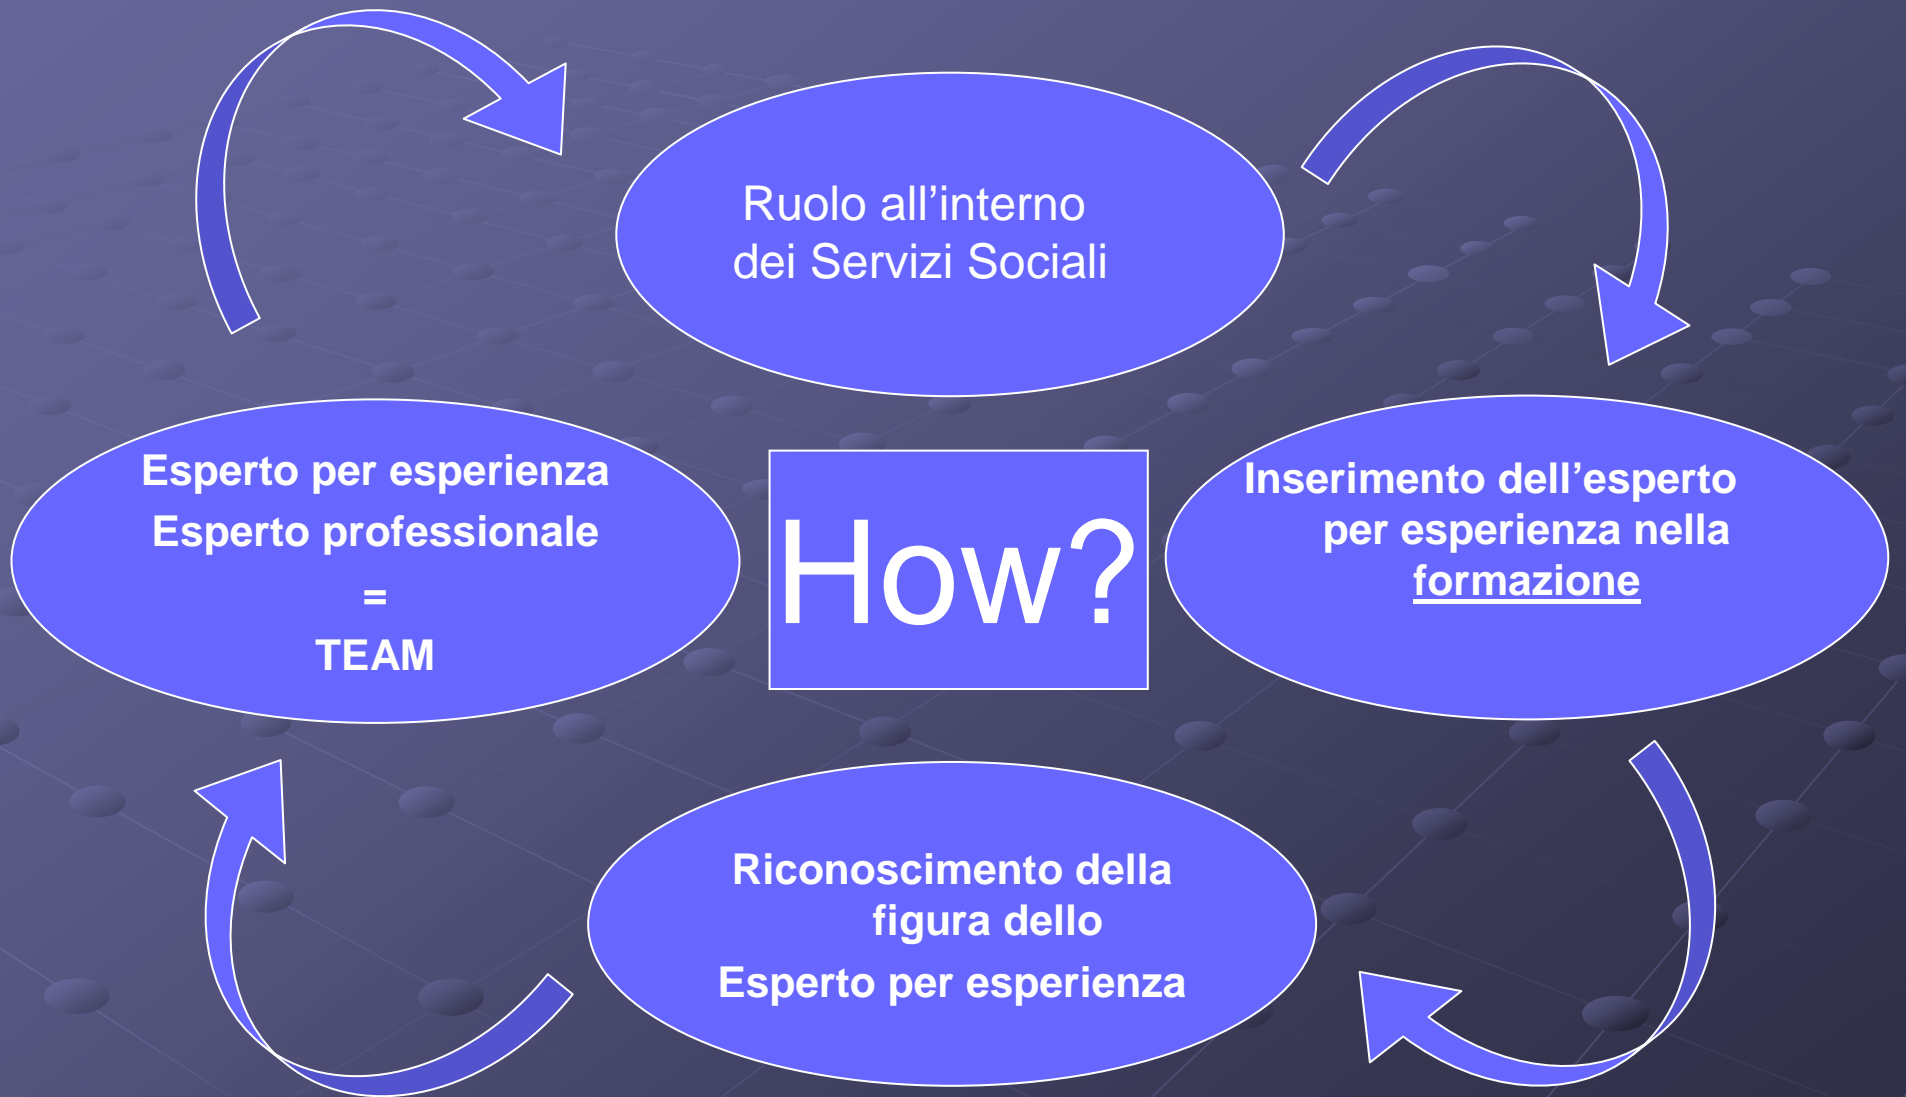 Ruolo all’interno
dei Servizi Sociali
Esperto per esperienza
Esperto professionale
=
TEAM
How?
Inserimento dell’esperto
per esperienza nella
formazione
Riconoscimento della
figura dello
Esperto per esperienza